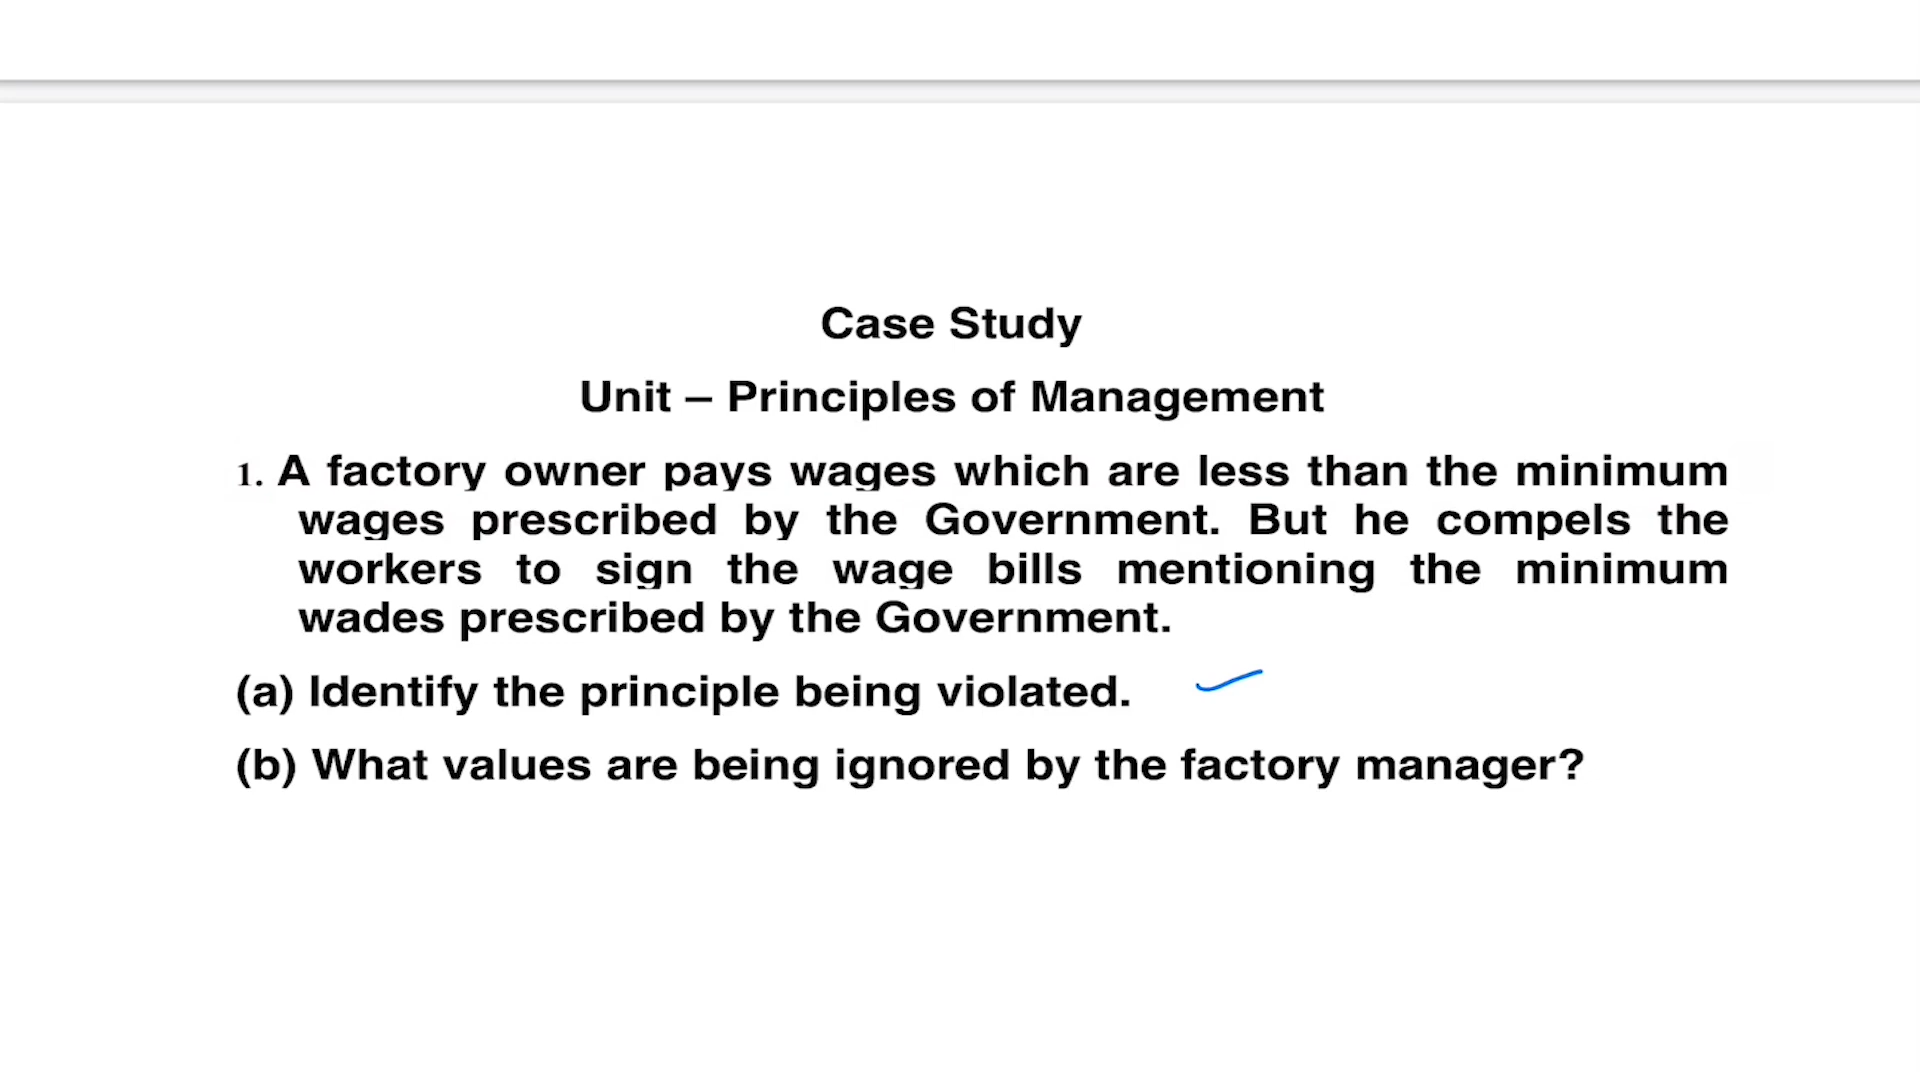 Case Study
Unit – Principles of Management
1. A factory owner pays wages which are less than the minimum
wages prescribed by the Government. But he compels the
workers to sign the wage bills mentioning the minimum
wades prescribed by the Government.
(a) Identify the principle being violated.
(b) What values are being ignored by the factory manager?